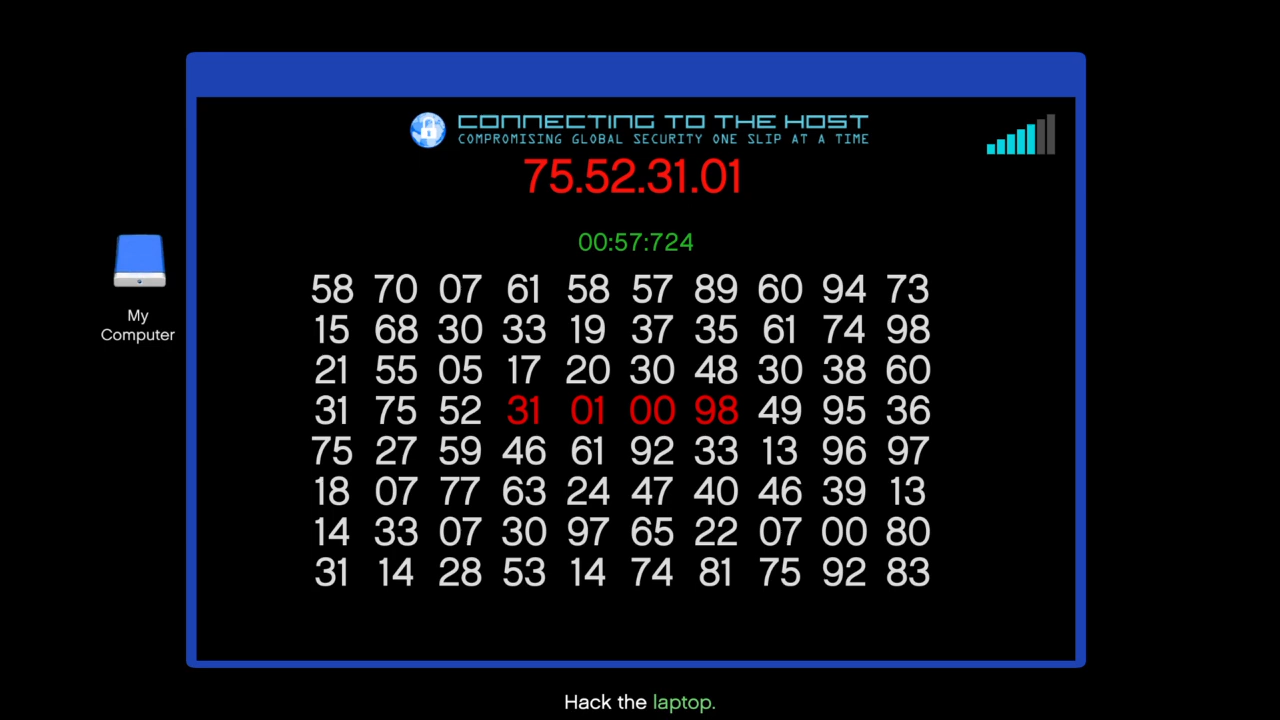 CONNECTING TO THE HOST
COMPROMISING GLOBAL SECURITY ONE SLIP AT A TIME
75.52.31.01
00:57:724
58 70 07 61 58 57 89 60 94 73
15 68 30 33 19 37 35 61 74 98
21 55 05 17 20 30 48 30 38 60
31 75 52 31 01 00 98 49 95 36
75 27 59 46 61 92 33 13 96 97
18 07 77 63 24 47 40 46 39 13
14 33 07 30 97 65 22 07 00 80
31 14 28 53 14 74 81 75 92 83
My
Computer
Hack the laptop.